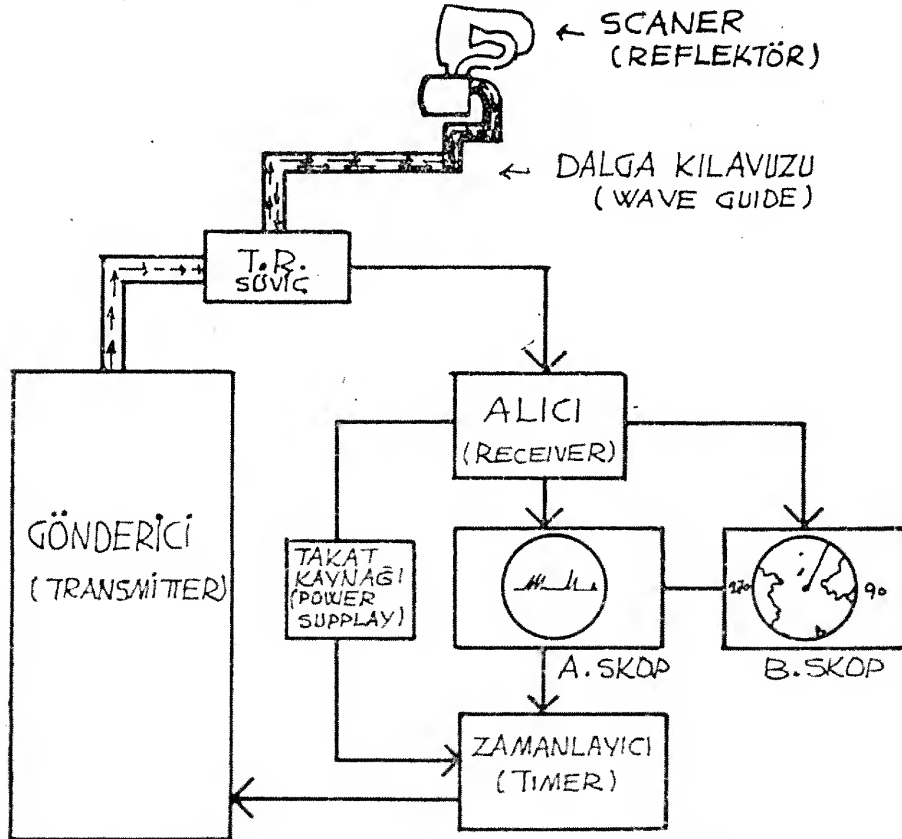 ← SCANER
(REFLEKTÖR)
← DALGA KILAVUZU
(WAVE GUIDE)
T.R.
SÜVİÇ
ALICI
(RECEIVER)
GÖNDERİCİ
(TRANSMITTER)
TAKAT
KAYNAĞI
(POWER
SUPPLAY)
270
90
A.SKOP
B.SKOP
ZAMANLAYICI
(TIMER)